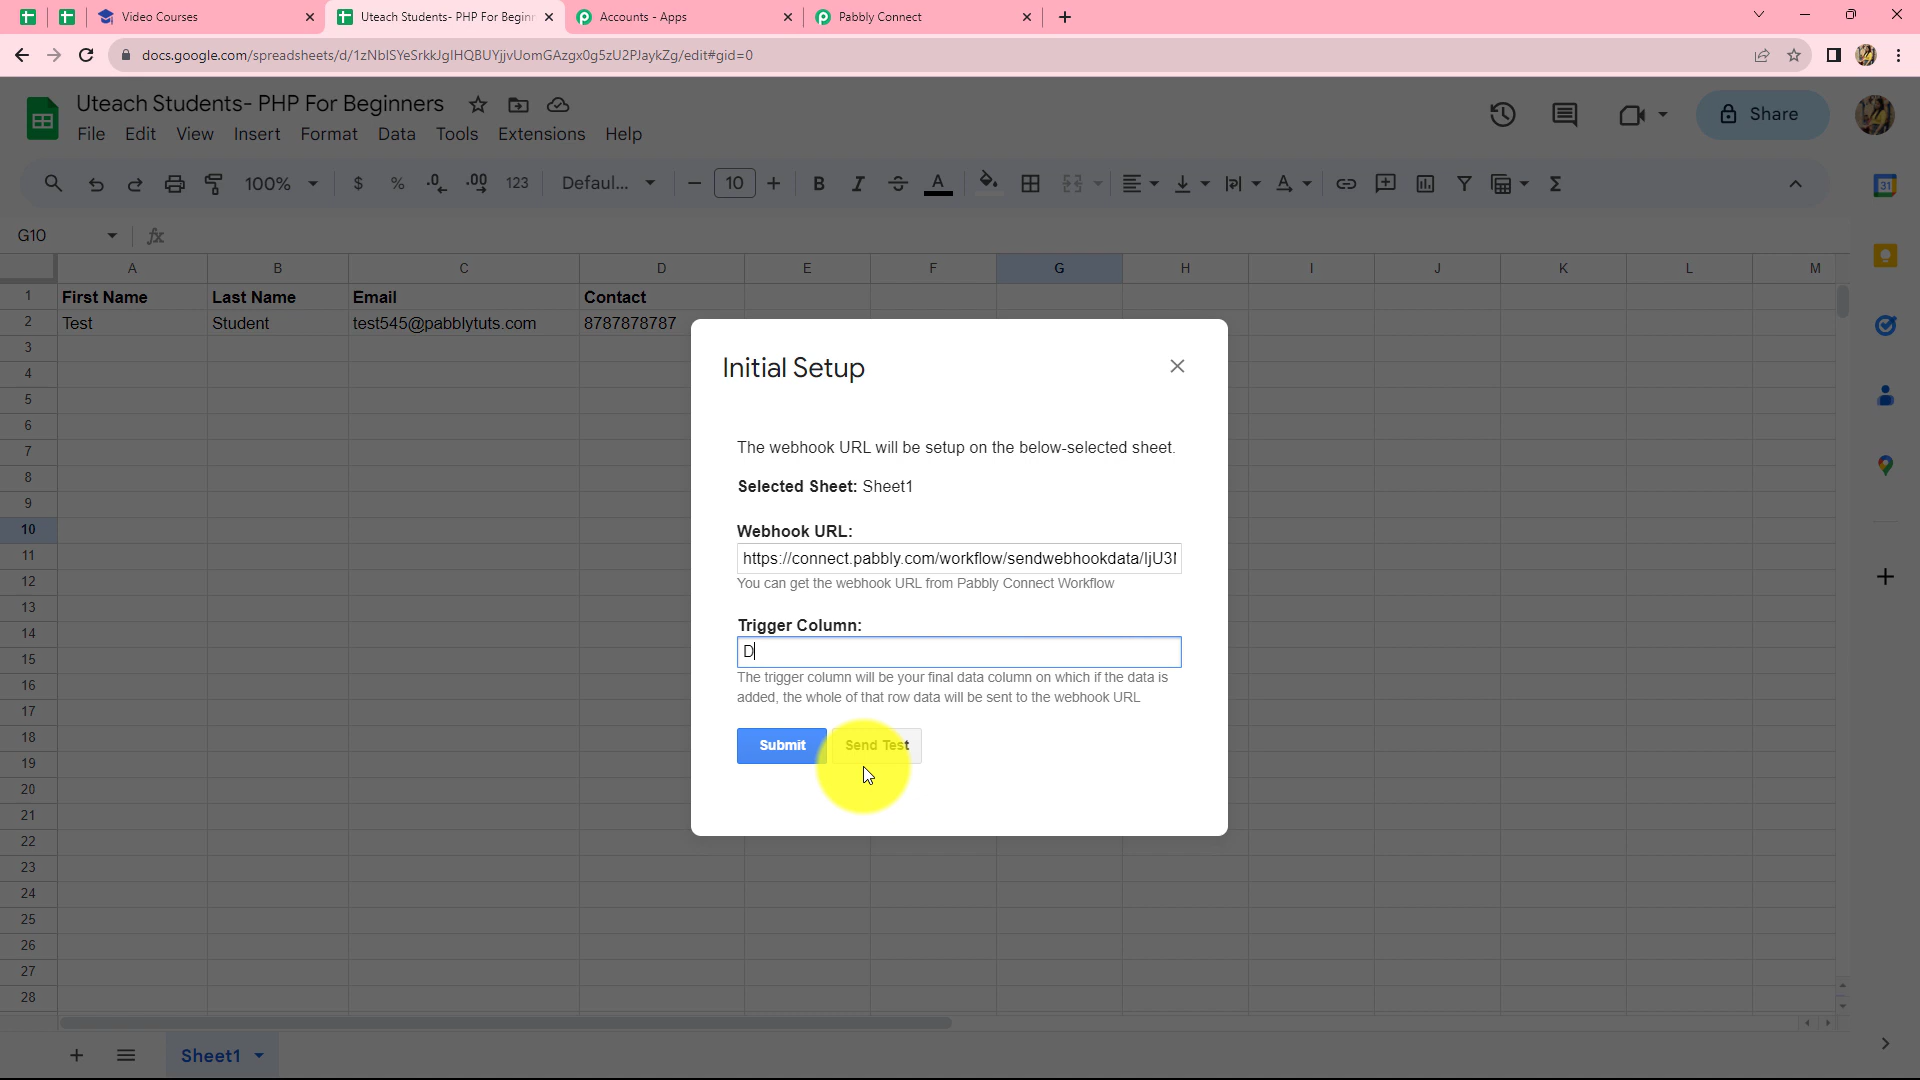 Video Courses
Uteach Students- PHP For Beginn
Accounts - Apps
Pabbly Connect
docs.google.com/spreadsheets/d/1zNbISYeSrkkJgIHQBUYjjvUomGAzgx0g5zU2PJaykZg/edit#gid=0
Uteach Students- PHP For Beginners
File Edit View Insert Format Data Tools Extensions Help
Share
100% $ % .0 .00 123 Defaul... 10 B I A
31
G10 fx
A B C D E F G H I J K L M
1 First Name Last Name Email Contact
2 Test Student test545@pabblytuts.com 8787878787
3
4
5
6
7
8
9
10
11
12
13
14
15
16
17
18
19
20
21
22
23
24
25
26
27
28
Initial Setup
The webhook URL will be setup on the below-selected sheet.
Selected Sheet: Sheet1
Webhook URL:
https://connect.pabbly.com/workflow/sendwebhookdata/IjU3
You can get the webhook URL from Pabbly Connect Workflow
Trigger Column:
D
The trigger column will be your final data column on which if the data is
added, the whole of that row data will be sent to the webhook URL
Submit Send Test
Sheet1